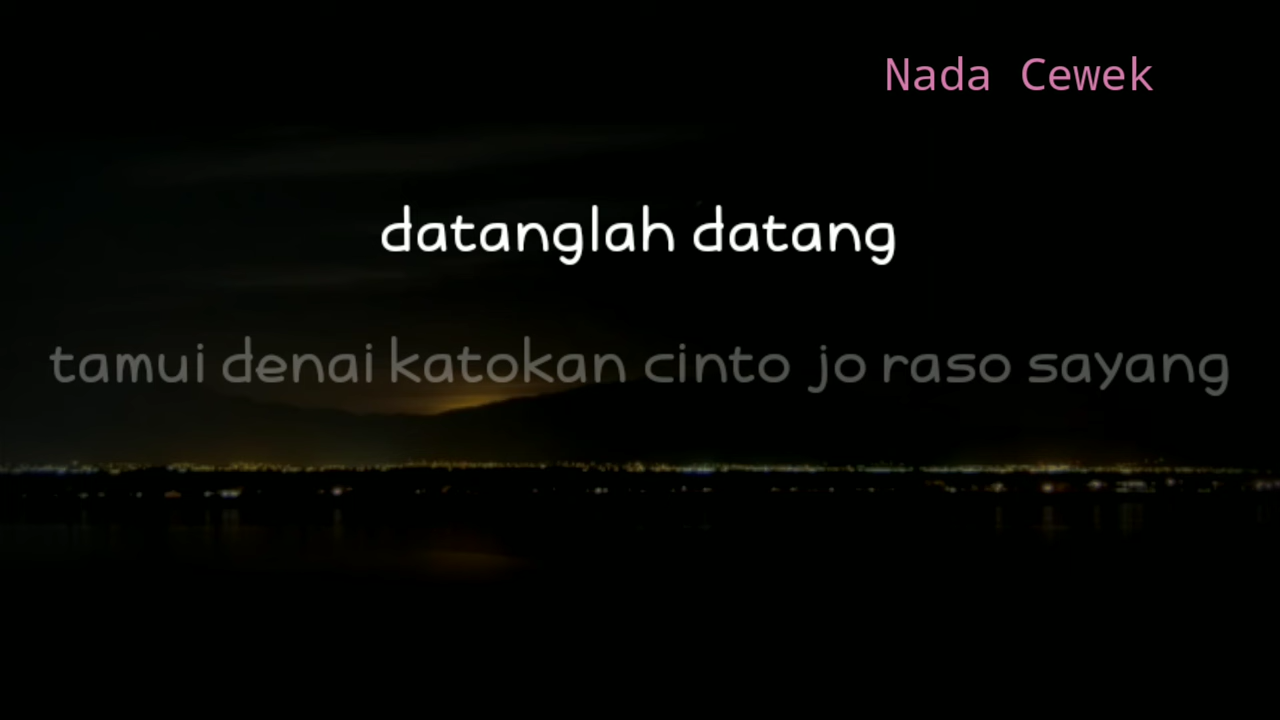 Nada Cewek
datanglah datang
tamui denai katokan cinto jo raso sayang